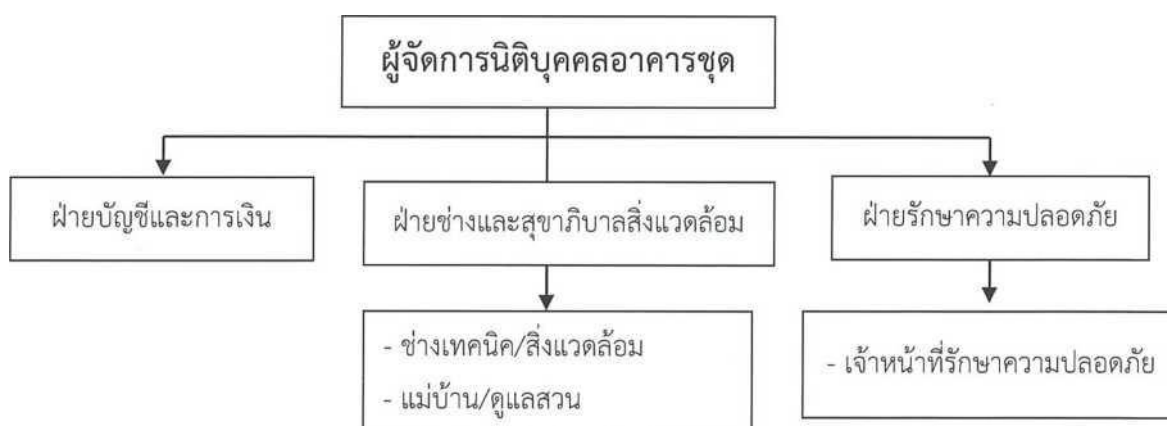 ผู้จัดการนิติบุคคลอาคารชุด
ฝ่ายบัญชีและการเงิน
ฝ่ายช่างและสุขาภิบาลสิ่งแวดล้อม
ฝ่ายรักษาความปลอดภัย
- ช่างเทคนิค/สิ่งแวดล้อม
- แม่บ้าน/ดูแลสวน
- เจ้าหน้าที่รักษาความปลอดภัย